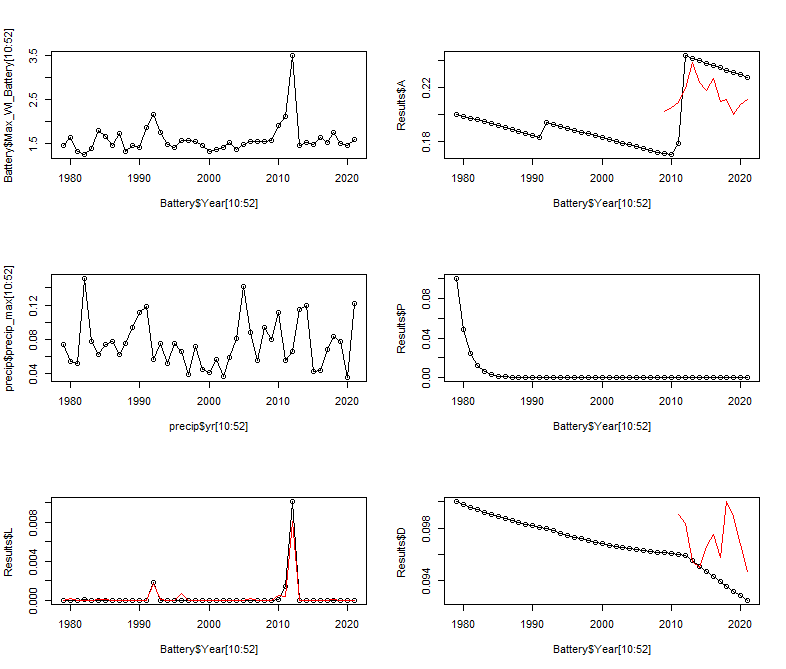 Battery$Max_WI_Battery[10:52]
3.5
2.5
1.5
1980 1990 2000 2010 2020
Battery$Year[10:52]
Results$A
0.22
0.18
1980 1990 2000 2010 2020
Battery$Year[10:52]
precip$precip_max[10:52]
0.12
0.08
0.04
1980 1990 2000 2010 2020
precip$yr[10:52]
Results$P
0.08
0.04
0.00
1980 1990 2000 2010 2020
Battery$Year[10:52]
Results$L
0.008
0.004
0.000
1980 1990 2000 2010 2020
Battery$Year[10:52]
Results$D
0.098
0.094
1980 1990 2000 2010 2020
Battery$Year[10:52]